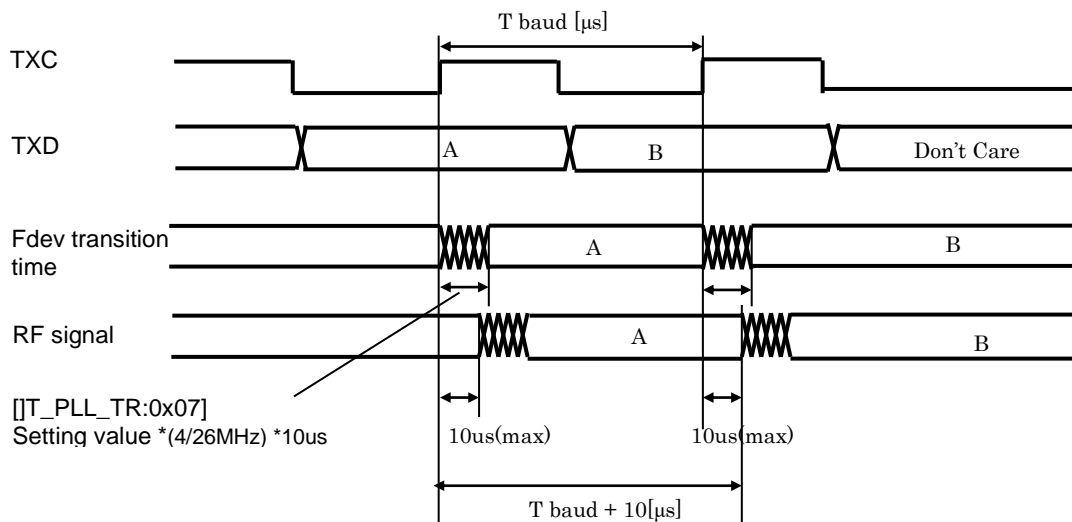 T baud [μs]
TXC
TXD
A
B
Don't Care
Fdev transition
time
A
B
RF signal
A
B
[]T_PLL_TR:0x07]
Setting value *(4/26MHz) *10us
10us(max)
10us(max)
T baud + 10[μs]